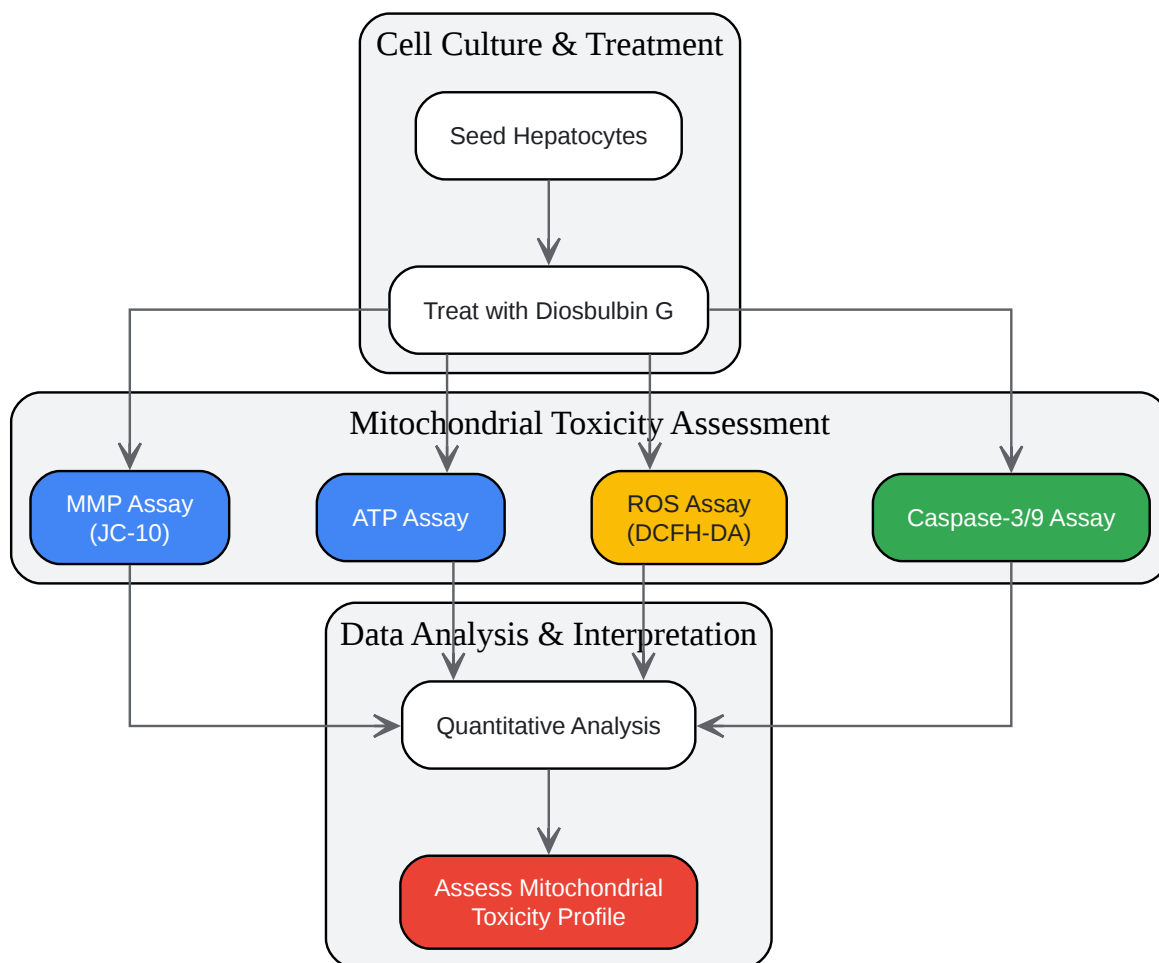 Cell Culture & Treatment
Seed Hepatocytes
Treat with Diosbulbin G
Mitochondrial Toxicity Assessment
MMP Assay
(JC-10)
ATP Assay
ROS Assay
(DCFH-DA)
Caspase-3/9 Assay
Data Analysis & Interpretation
Quantitative Analysis
Assess Mitochondrial
Toxicity Profile